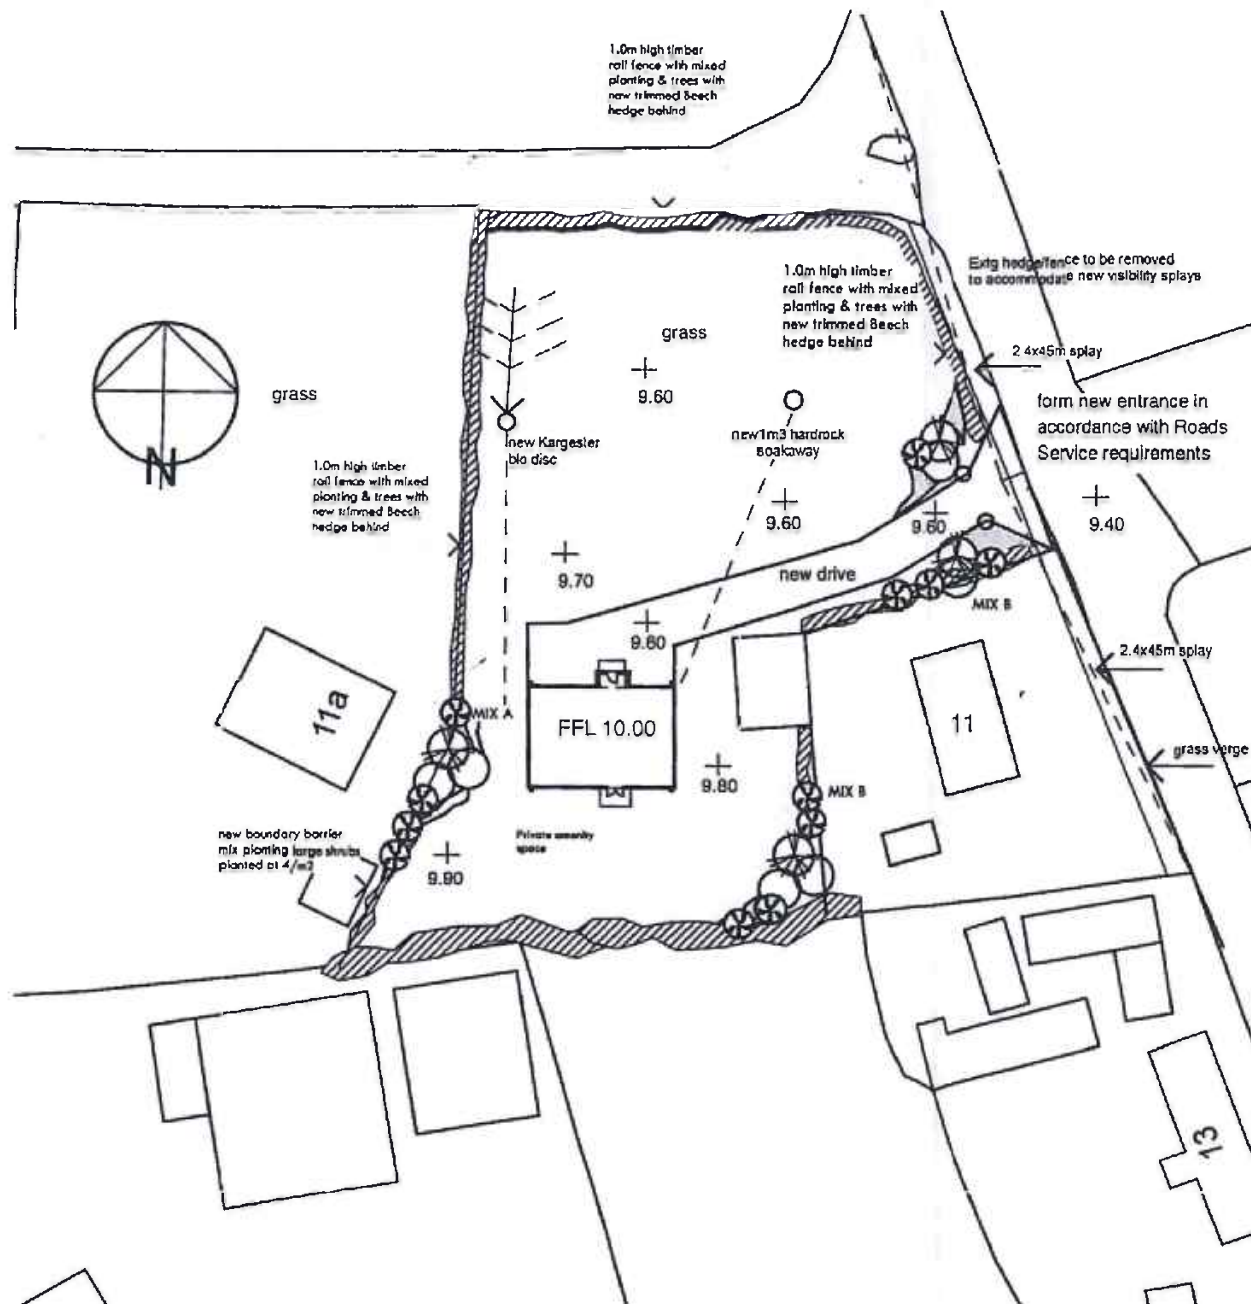 1.0m high timber
rail fence with mixed
planting & trees with
new trimmed Beech
hedge behind
Extg hedge/fence to be removed
to accommodate new visibility splays
1.0m high timber
rail fence with mixed
planting & trees with
new trimmed Beech
hedge behind
grass
9.60
2.4x45m splay
grass
form new entrance in
accordance with Roads
Service requirements
new Kargester
bio disc
new 1m3 hardrock
soakaway
N
1.0m high timber
rail fence with mixed
planting & trees with
new trimmed Beech
hedge behind
9.60
9.60
9.40
9.70
new drive
MIX B
9.80
2.4x45m splay
11a
MIX A
FFL 10.00
11
grass verge
9.80
MIX B
new boundary barrier
mix planting large shrubs
planted at 4/m2
Private amenity
space
9.90
13